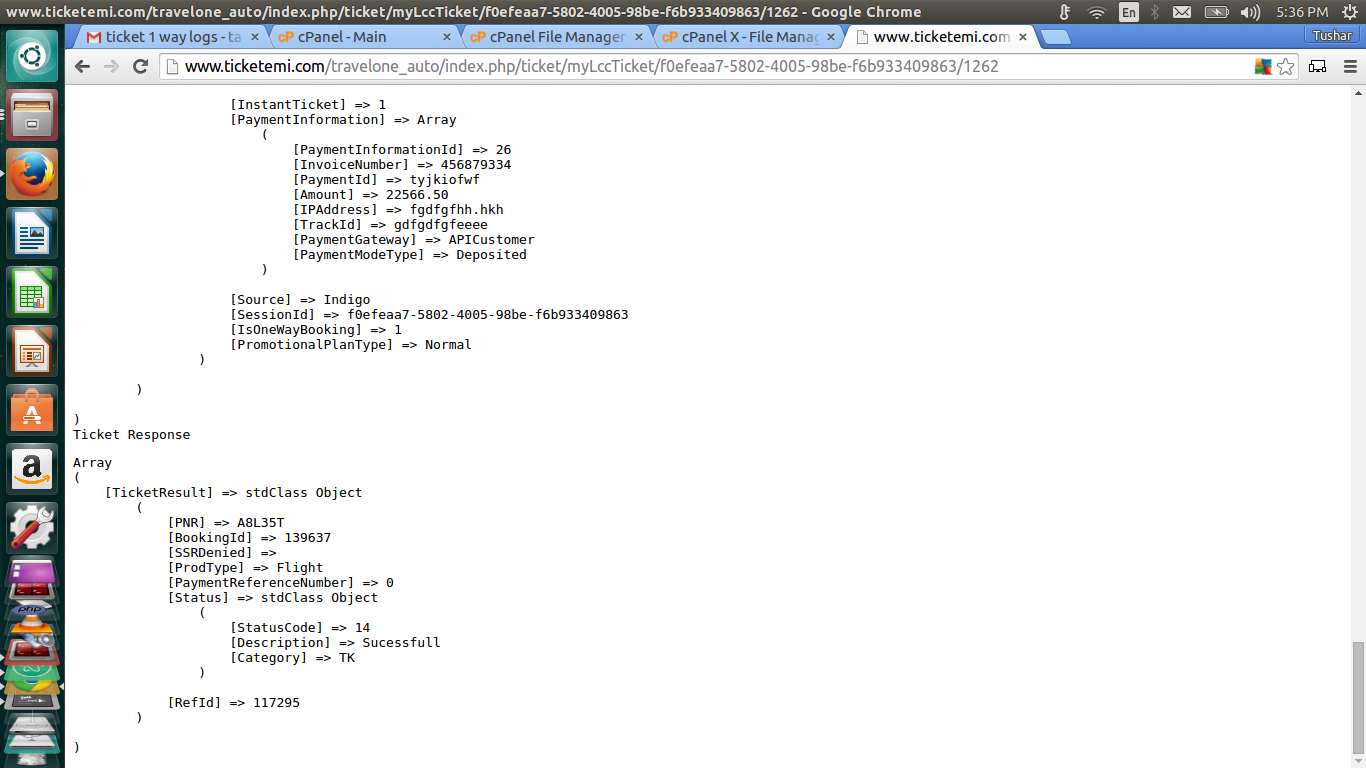 www.ticketemi.com/travelone_auto/index.php/ticket/myLccTicket/f0efeaa7-5802-4005-98be-f6b933409863/1262 - Google Chrome
En
5:36 PM
ticket 1 way logs - ta
cPanel - Main
cPanel File Manager
cPanel X - File Manag
www.ticketemi.com
Tushar
www.ticketemi.com/travelone_auto/index.php/ticket/myLccTicket/f0efeaa7-5802-4005-98be-f6b933409863/1262
[InstantTicket] => 1
[PaymentInformation] => Array
(
[PaymentInformationId] => 26
[InvoiceNumber] => 456879334
[PaymentId] => tyjkiofwf
[Amount] => 22566.50
[IPAddress] => fgdfgfhh.hkh
[TrackId] => gdfgdfgfeeee
[PaymentGateway] => APICustomer
[PaymentModeType] => Deposited
)
[Source] => Indigo
[SessionId] => f0efeaa7-5802-4005-98be-f6b933409863
[IsOneWayBooking] => 1
[PromotionalPlanType] => Normal
)
)
)
Ticket Response
Array
(
[TicketResult] => stdClass Object
(
[PNR] => A8L35T
[BookingId] => 139637
[SSRDenied] =>
[ProdType] => Flight
[PaymentReferenceNumber] => 0
[Status] => stdClass Object
(
[StatusCode] => 14
[Description] => Sucessfull
[Category] => TK
)
[RefId] => 117295
)
)